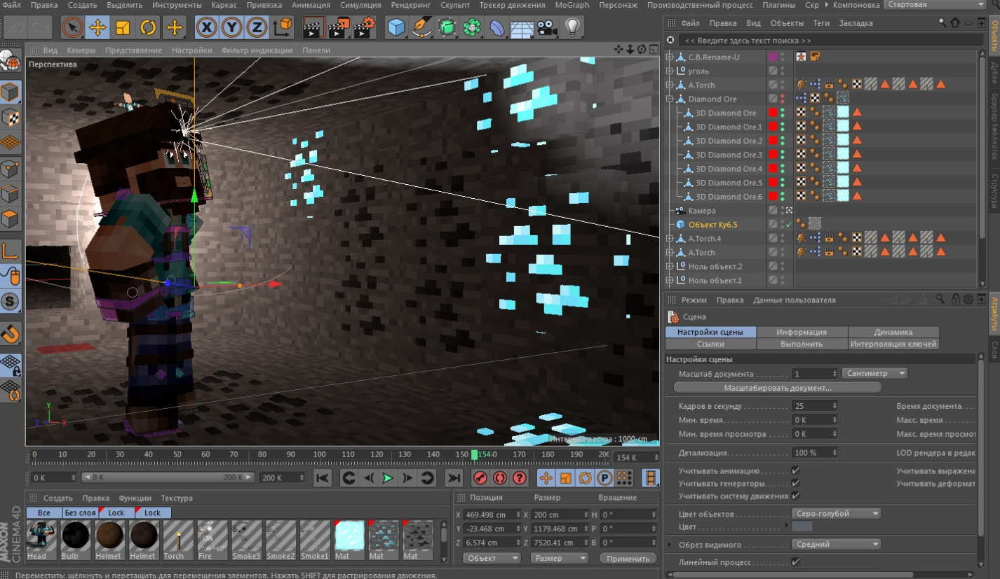 Файл Правка Создать Выделить Инструменты Каркас Привязка Анимация Симуляция Рендеринг Скульпт Трекер движения MoGraph Персонаж Производственный процесс Плагины Скр Компоновка Стартовая
Вид Камеры Представление Настройки Фильтр индикации Панели
Перспектива
X Y Z
Интервал растра : 1000 cm
Y
Z X
0 10 20 30 40 50 60 70 80 90 100 110 120 130 140 150 154 0 170 180 190 20
154 K
0 K
0 K 200 K
200 K
Создать Правка Функции Текстура
Все Без слоя Lock Lock
Head Bulb Helmet Helmet Torch Fire Smoke3 Smoke2 Smoke1 Mat Mat Mat
Позиция Размер Вращение
X 469.498 cm X 200 cm H 0 °
Y -23.468 cm Y 1179.468 cm P 0 °
Z 6.574 cm Z 7520.41 cm B 0 °
Объект Размер Применить
MAXON CINEMA4D
Переместить: щёлкнуть и перетащить для перемещения элементов. Нажать SHIFT для растрирования движения.
Файл Правка Вид Объекты Теги Закладка
<< Введите здесь текст поиска >>
C.B.Rename-U
уголь
A.Torch
Diamond Ore
3D Diamond Ore
3D Diamond Ore.1
3D Diamond Ore.2
3D Diamond Ore.3
3D Diamond Ore.4
3D Diamond Ore.5
3D Diamond Ore.6
Камера
Объект Куб.5
A.Torch.4
A.Torch
Ноль объект.2
Ноль объект.1
Объекты
Дубли
Браузер библиотек
Структура
Режим Правка Данные пользователя
Сцена
Настройки сцены Информация Динамика
Ссылки Выполнить Интерполяция ключей
Настройки сцены
Масштаб документа 1 Сантиметр
Масштабировать документ...
Кадров в секунду 25 Время документа
Мин. время 0 K Макс. время
Мин. время просмотра 0 K Макс. время просмот
Детализация 100 % LOD рендера в редак
Учитывать анимацию Учитывать выражени
Учитывать генераторы Учитывать деформат
Учитывать систему движения
Цвет объектов Серо-голубой
Цвет
Обрез видимого Средний
Линейный процесс
Атрибуты
Слои